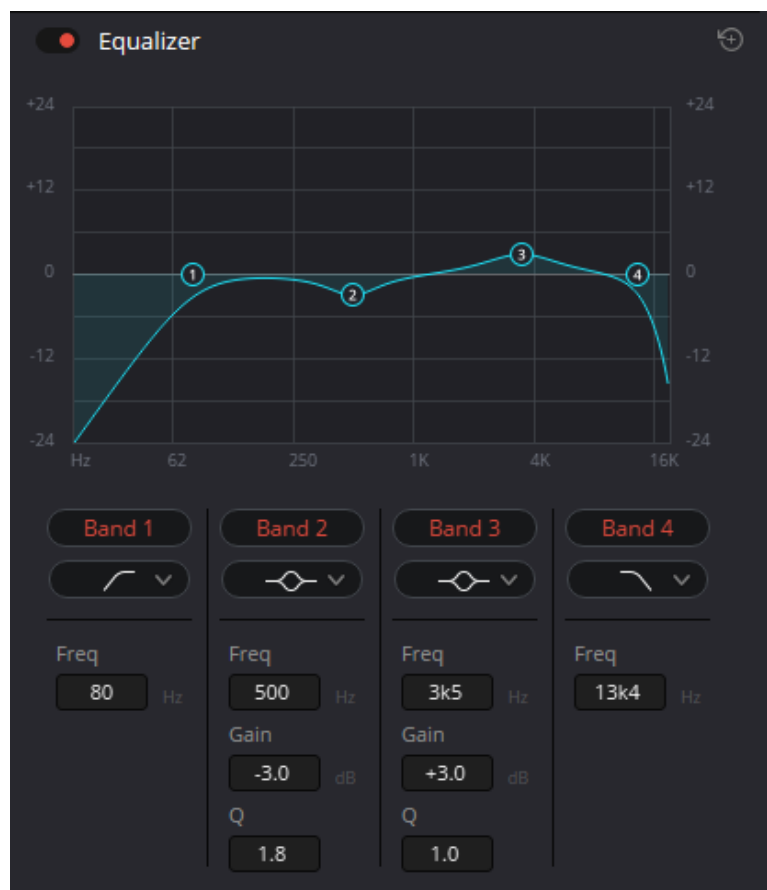 Equalizer
+24 +24
+12 +12
0 0
-12 -12
-24 -24
Hz 62 250 1K 4K 16K
1 2 3 4
Band 1 Band 2 Band 3 Band 4
Freq Freq Freq Freq
80 Hz 500 Hz 3k5 Hz 13k4 Hz
Gain Gain
-3.0 dB +3.0 dB
Q Q
1.8 1.0